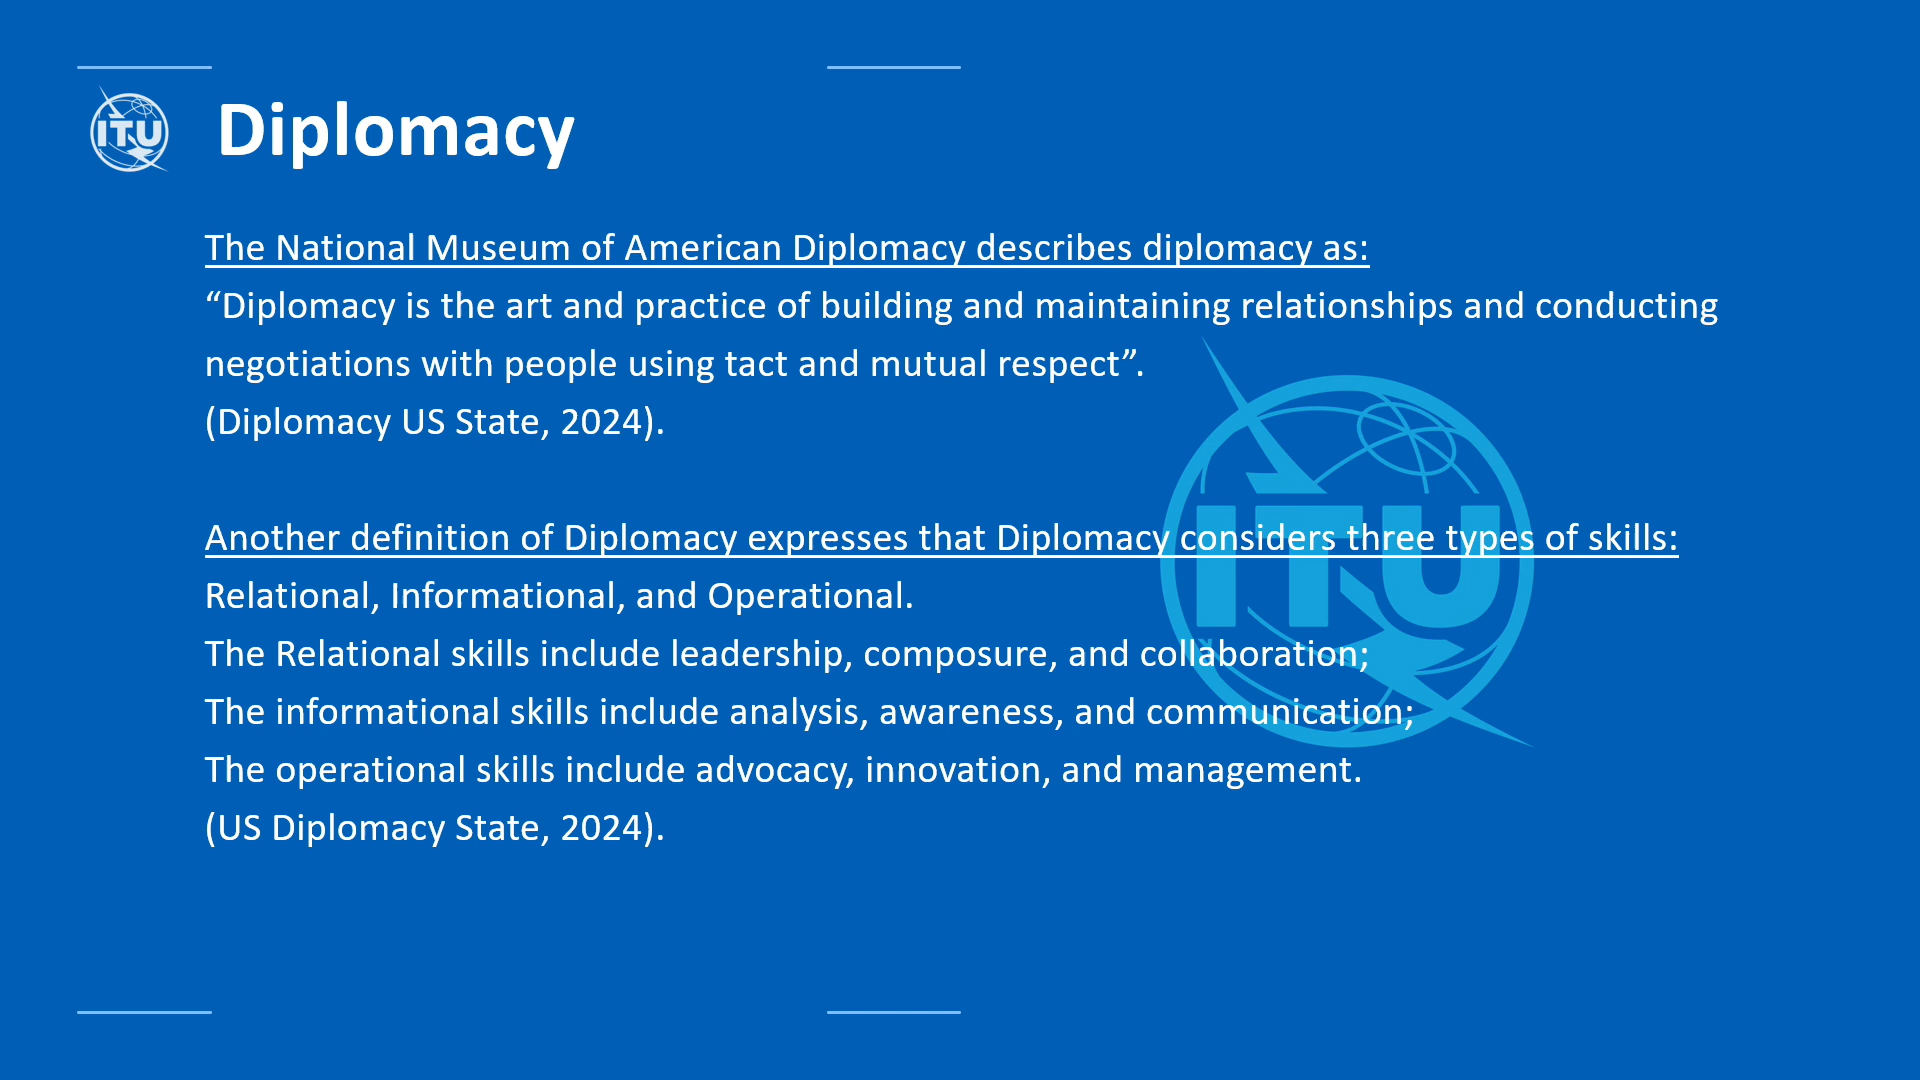 ITU
Diplomacy
The National Museum of American Diplomacy describes diplomacy as:
“Diplomacy is the art and practice of building and maintaining relationships and conducting
negotiations with people using tact and mutual respect”.
(Diplomacy US State, 2024).
ITU
Another definition of Diplomacy expresses that Diplomacy considers three types of skills:
Relational, Informational, and Operational.
The Relational skills include leadership, composure, and collaboration;
The informational skills include analysis, awareness, and communication;
The operational skills include advocacy, innovation, and management.
(US Diplomacy State, 2024).